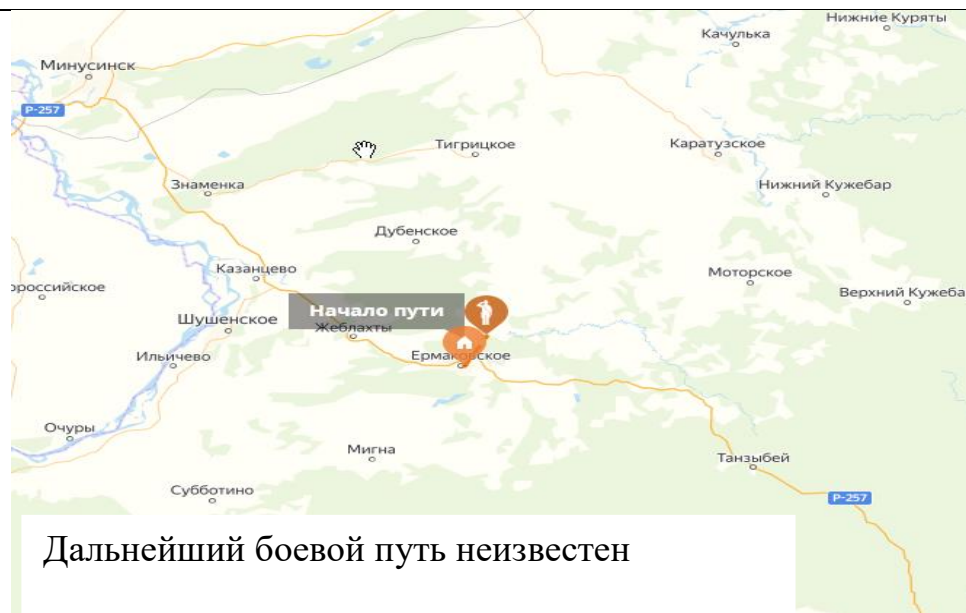 Нижние Куряты
Качулька
Минусинск
Р-257
Тигрицкое
Каратузское
Знаменка
Нижний Кужебар
Дубенское
Казанцево
Моторское
ороссийское
Верхний Кужеба
Начало пути
Шушенское
Жеблахты
Ильичево
Ермаковское
Очуры
Мигна
Танзыбей
Субботино
Р-257
Дальнейший боевой путь неизвестен